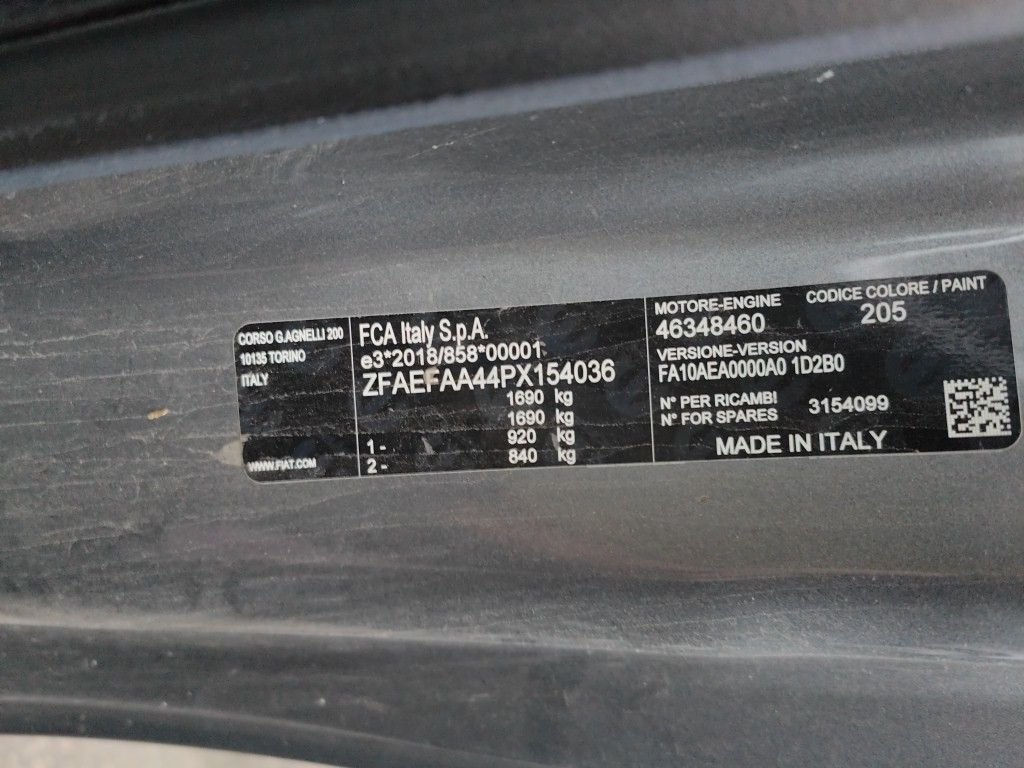 CORSO G.AGNELLI 200
10135 TORINO
ITALY
WWW.FIAT.COM
FCA Italy S.p.A.
e3*2018/858*00001
ZFAEFAA44PX154036
1690 kg
1690 kg
1 - 920 kg
2 - 840 kg
MOTORE-ENGINE
46348460
CODICE COLORE / PAINT
205
VERSIONE-VERSION
FA10AEA0000A0 1D2B0
N° PER RICAMBI
N° FOR SPARES
3154099
MADE IN ITALY